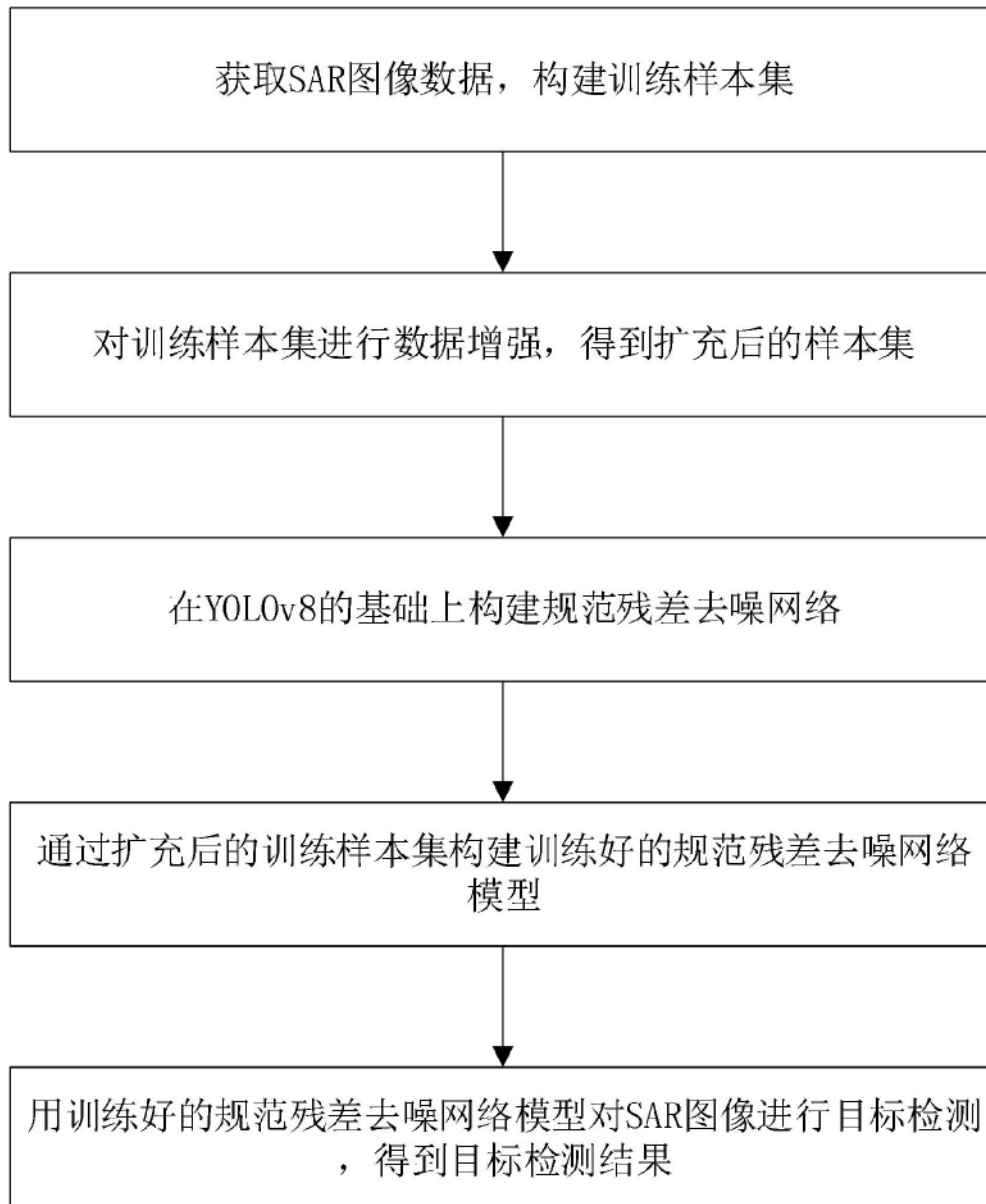 获取SAR图像数据，构建训练样本集
对训练样本集进行数据增强，得到扩充后的样本集
在YOLOv8的基础上构建规范残差去噪网络
通过扩充后的训练样本集构建训练好的规范残差去噪网络
模型
用训练好的规范残差去噪网络模型对SAR图像进行目标检测
，得到目标检测结果